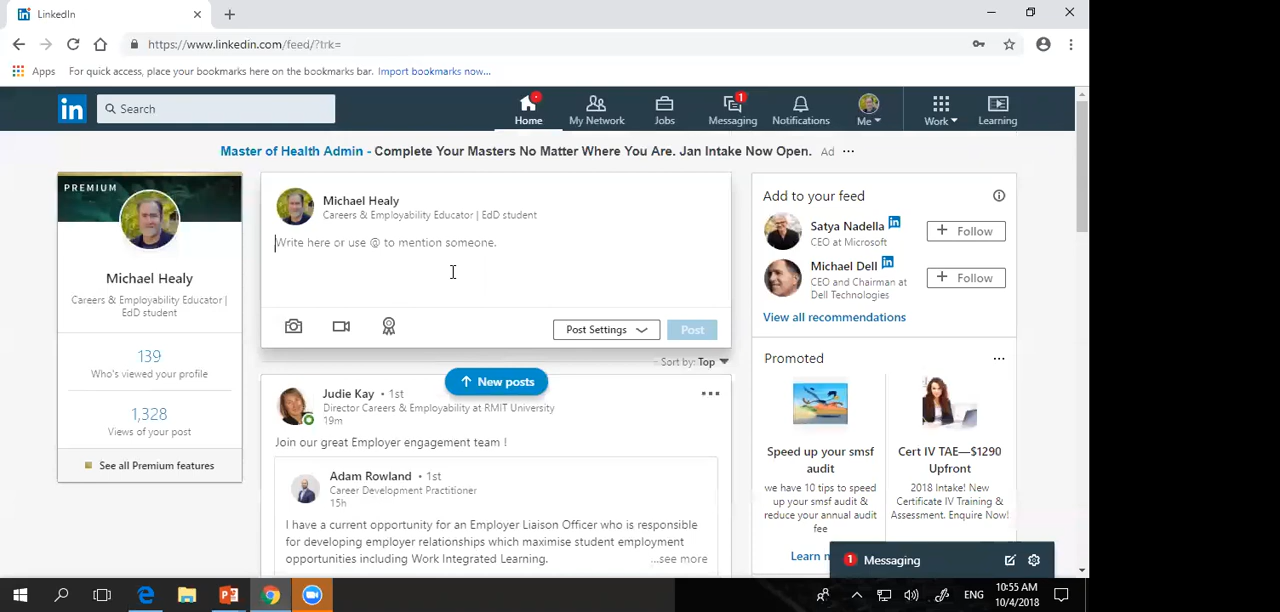 LinkedIn
https://www.linkedin.com/feed/?trk=
Apps For quick access, place your bookmarks here on the bookmarks bar. Import bookmarks now...
in Search
Home My Network Jobs Messaging 1 Notifications Me Work Learning
Master of Health Admin - Complete Your Masters No Matter Where You Are. Jan Intake Now Open. Ad ...
PREMIUM
Michael Healy
Careers & Employability Educator |
EdD student
139
Who's viewed your profile
1,328
Views of your post
See all Premium features
Michael Healy
Careers & Employability Educator | EdD student
Write here or use @ to mention someone.
Post Settings Post
Sort by: Top
New posts
Judie Kay • 1st
Director Careers & Employability at RMIT University
19m
Join our great Employer engagement team !
Adam Rowland • 1st
Career Development Practitioner
15h
I have a current opportunity for an Employer Liaison Officer who is responsible
for developing employer relationships which maximise student employment
opportunities including Work Integrated Learning. ...see more
Add to your feed
Satya Nadella in
CEO at Microsoft
+ Follow
Michael Dell in
CEO and Chairman at
Dell Technologies
+ Follow
View all recommendations
Promoted ...
Speed up your smsf
audit
we have 10 tips to speed
up your smsf audit &
reduce your annual audit
fee
Learn
Cert IV TAE—$1290
Upfront
2018 Intake! New
Certificate IV Training &
Assessment. Enquire Now!
1 Messaging
ENG
10:55 AM
10/4/2018